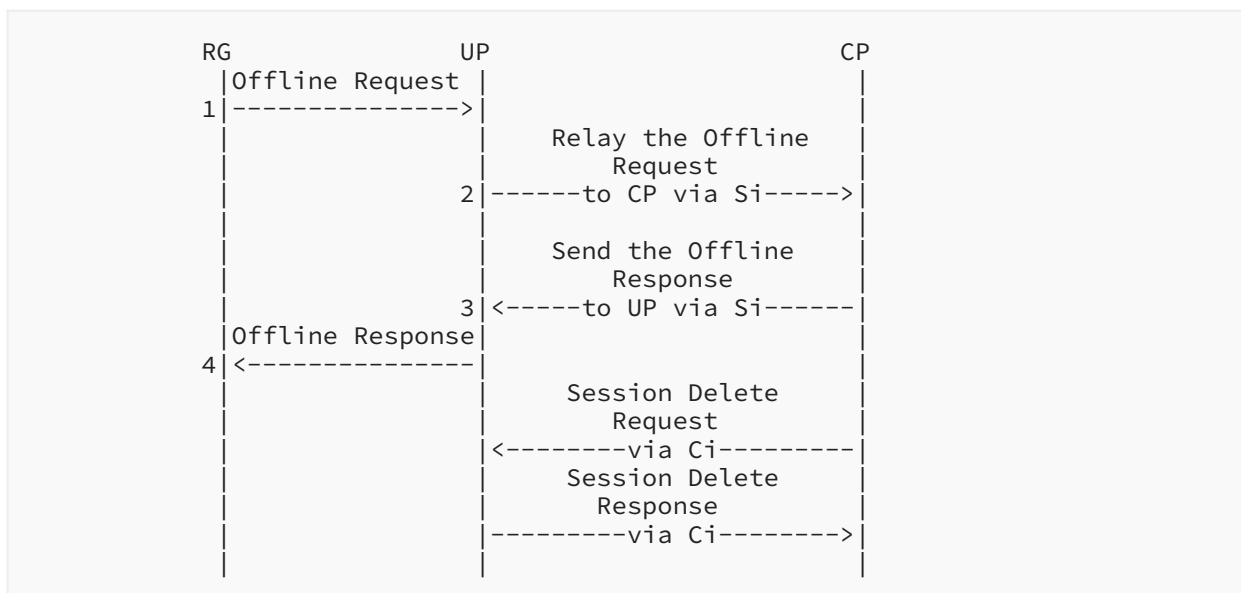 RG UP CP
|Offline Request | |
1|--------------->| |
| | Relay the Offline |
| | Request |
| 2|------to CP via Si----->|
| | |
| | Send the Offline |
| | Response |
| 3|<-----to UP via Si------|
|Offline Response| |
4|<---------------| |
| | Session Delete |
| | Request |
| |<--------via Ci---------|
| | Session Delete |
| | Response |
| |---------via Ci-------->|
| | |